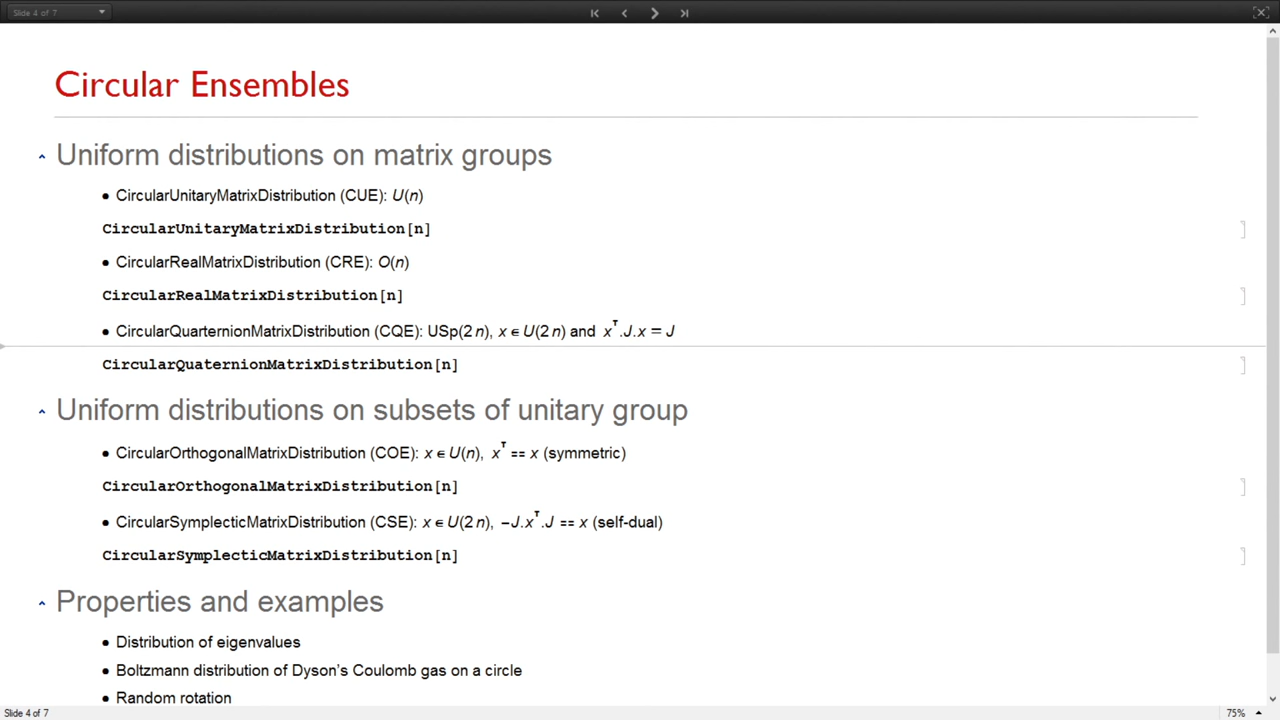 Slide 4 of 7
Circular Ensembles
Uniform distributions on matrix groups
• CircularUnitaryMatrixDistribution (CUE): U(n)
CircularUnitaryMatrixDistribution[n]
• CircularRealMatrixDistribution (CRE): O(n)
CircularRealMatrixDistribution[n]
• CircularQuarternionMatrixDistribution (CQE): USp(2 n), x ∈ U(2 n) and xᵀ.J.x = J
CircularQuaternionMatrixDistribution[n]
Uniform distributions on subsets of unitary group
• CircularOrthogonalMatrixDistribution (COE): x ∈ U(n), xᵀ == x (symmetric)
CircularOrthogonalMatrixDistribution[n]
• CircularSymplecticMatrixDistribution (CSE): x ∈ U(2 n), −J.xᵀ.J == x (self-dual)
CircularSymplecticMatrixDistribution[n]
Properties and examples
• Distribution of eigenvalues
• Boltzmann distribution of Dyson's Coulomb gas on a circle
• Random rotation
Slide 4 of 7
75%